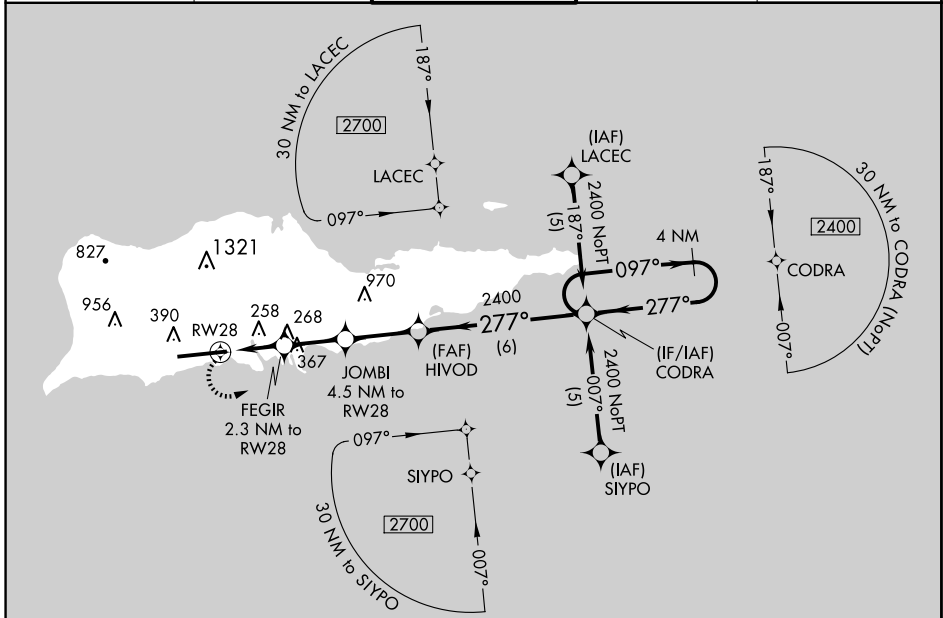 30 NM to LACEC
187°
2700
LACEC
097°
(IAF)
LACEC
2400 NoPT
187°
(5)
187°
30 NM to CODRA (NoPT)
2400
CODRA
007°
4 NM
097°
277°
827
1321
956
390
RW28
258
268
367
970
2400
277°
(6)
(FAF)
HIVOD
JOMBI
4.5 NM to
RW28
FEGIR
2.3 NM to
RW28
(IF/IAF)
CODRA
2400 NoPT
007°
(5)
(IAF)
SIYPO
097°
SIYPO
2700
30 NM to SIYPO
007°